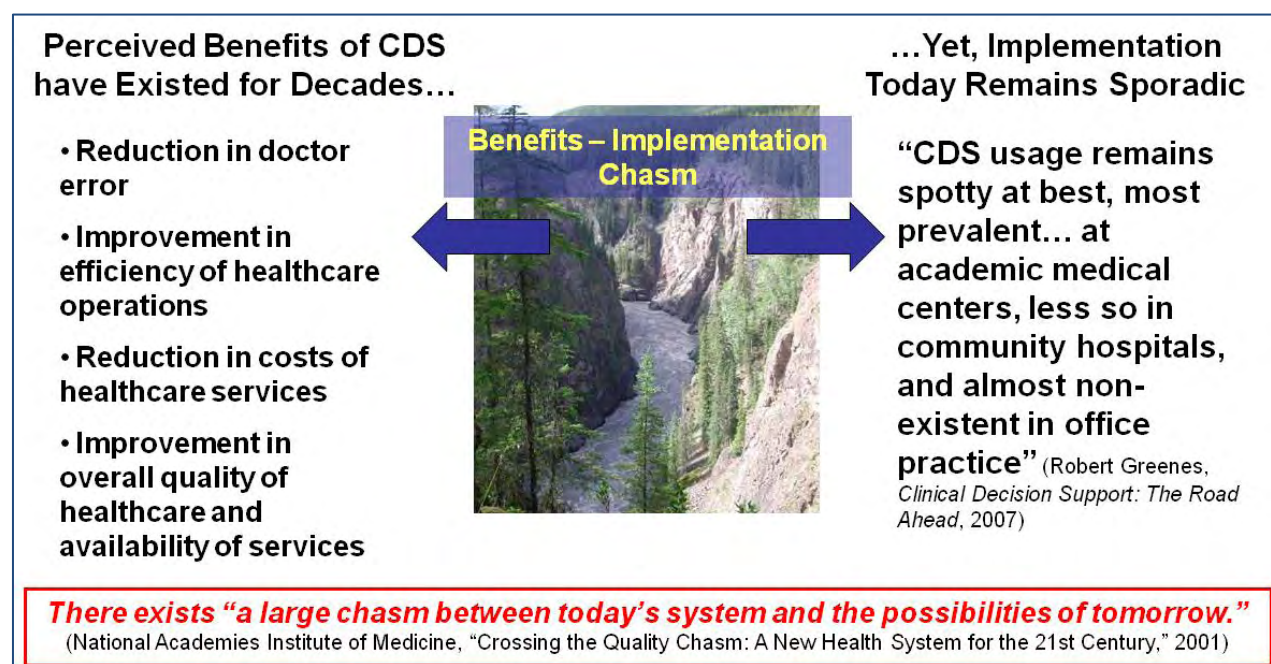 Perceived Benefits of CDS
have Existed for Decades…
• Reduction in doctor
error
• Improvement in
efficiency of healthcare
operations
• Reduction in costs of
healthcare services
• Improvement in
overall quality of
healthcare and
availability of services
Benefits – Implementation
Chasm
…Yet, Implementation
Today Remains Sporadic
“CDS usage remains
spotty at best, most
prevalent… at
academic medical
centers, less so in
community hospitals,
and almost non-
existent in office
practice” (Robert Greenes,
Clinical Decision Support: The Road
Ahead, 2007)
There exists “a large chasm between today’s system and the possibilities of tomorrow.”
(National Academies Institute of Medicine, “Crossing the Quality Chasm: A New Health System for the 21st Century,” 2001)